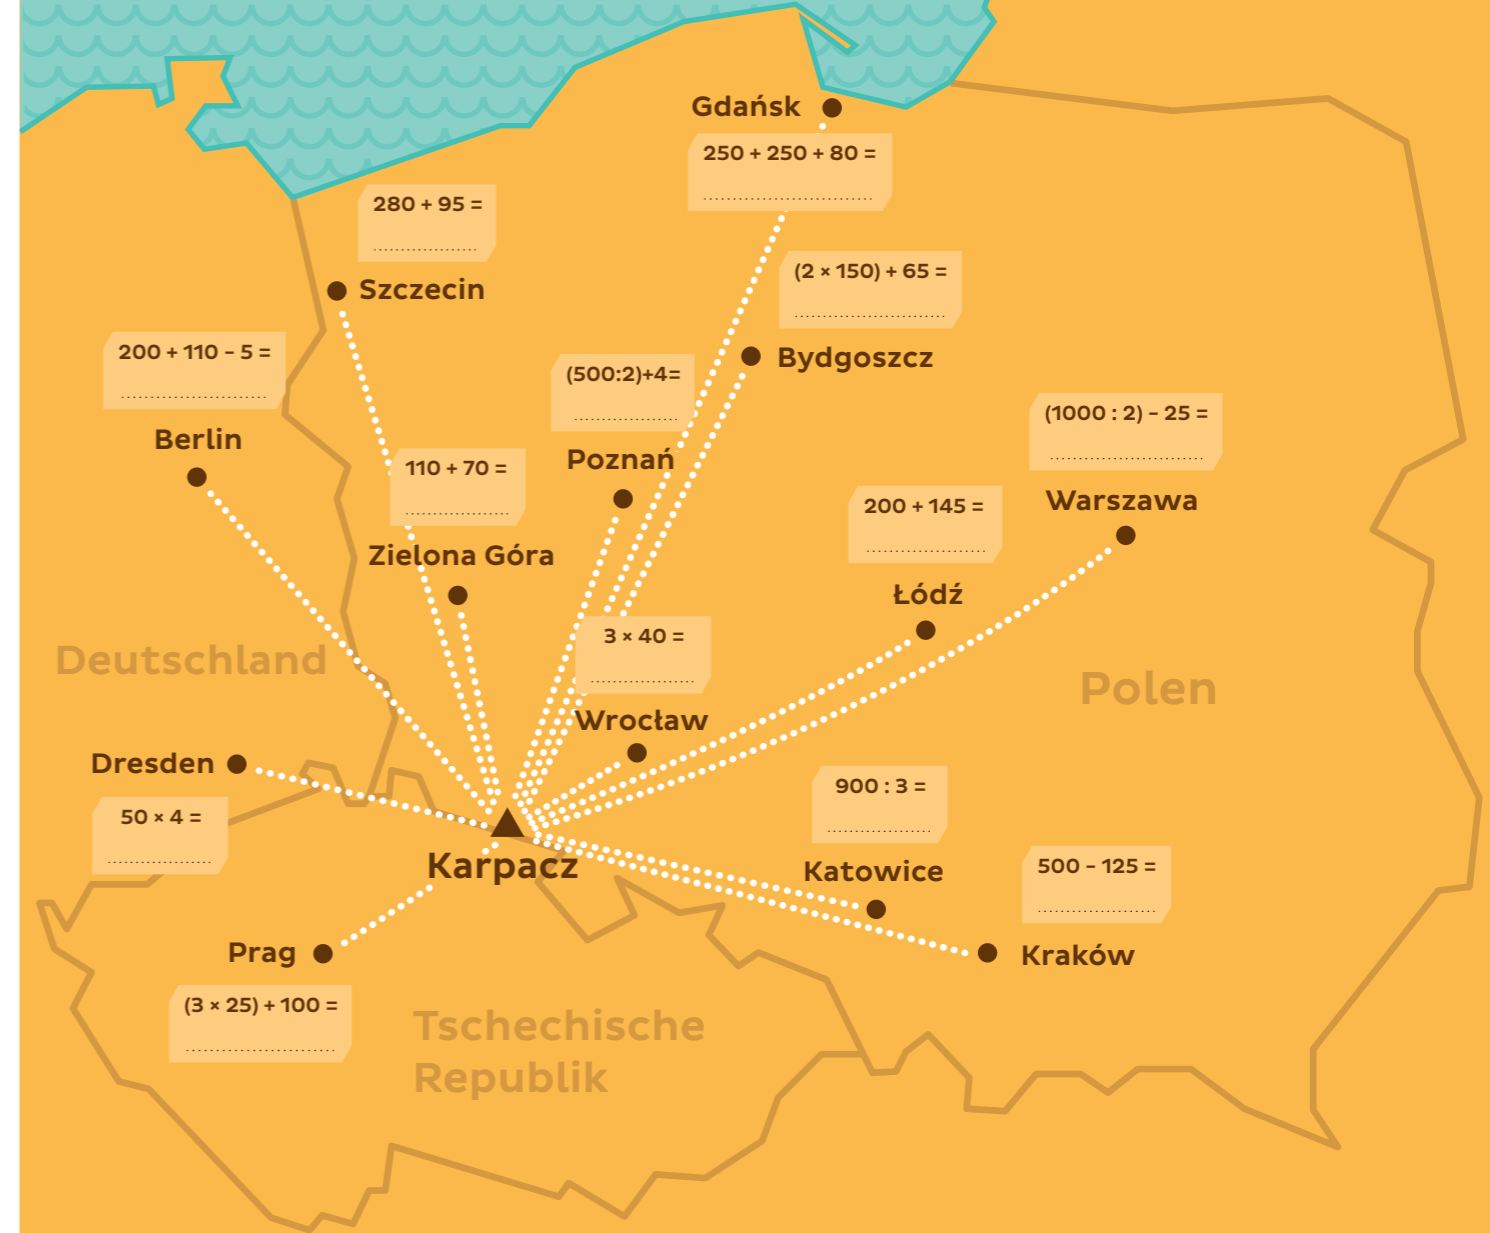 Gdańsk
250 + 250 + 80 =
............................
280 + 95 =
..................
Szczecin
(2 × 150) + 65 =
..........................
Bydgoszcz
200 + 110 - 5 =
.........................
Berlin
(500:2)+4=
..................
Poznań
(1000 : 2) - 25 =
..........................
Warszawa
110 + 70 =
..................
Zielona Góra
200 + 145 =
.....................
Łódź
3 × 40 =
..................
Wrocław
Deutschland
Polen
Dresden
50 × 4 =
..................
900 : 3 =
..................
Katowice
Karpacz
500 - 125 =
.....................
Kraków
Prag
(3 × 25) + 100 =
..........................
Tschechische
Republik